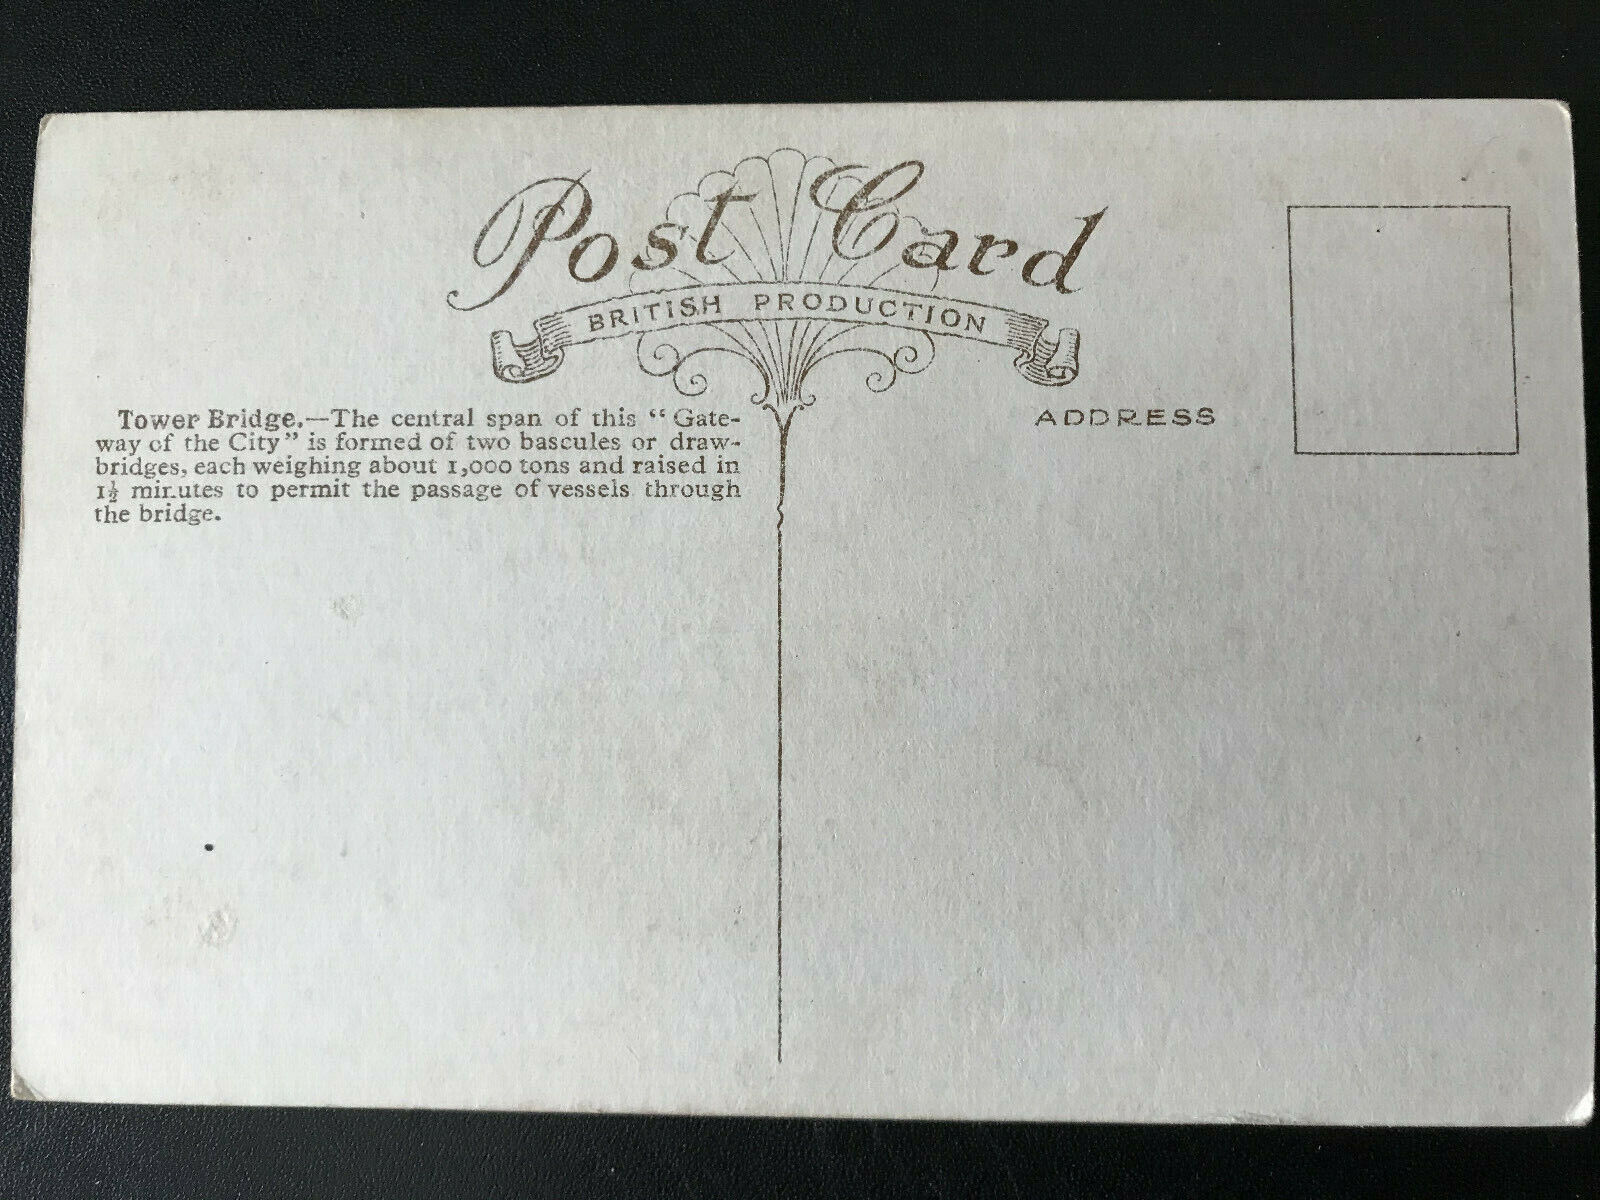 Post Card
BRITISH PRODUCTION
Tower Bridge.—The central span of this “Gate-
way of the City” is formed of two bascules or draw-
bridges, each weighing about 1,000 tons and raised in
1½ minutes to permit the passage of vessels through
the bridge.
ADDRESS